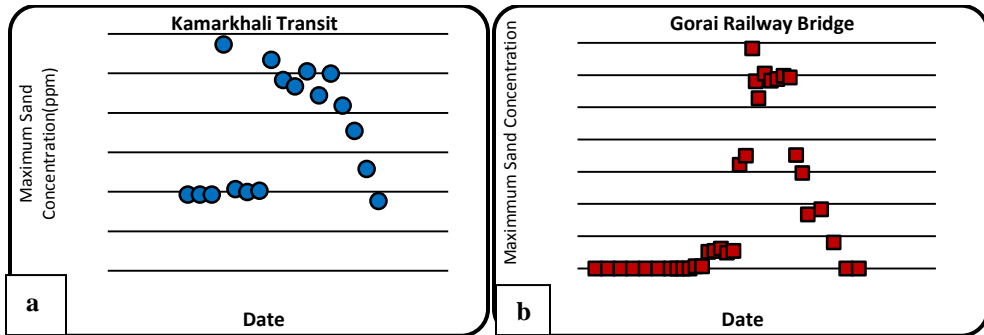 Kamarkhali Transit
Maximum Sand
Concentration(ppm)
Date
a
Gorai Railway Bridge
Maximmum Sand Concentration
Date
b